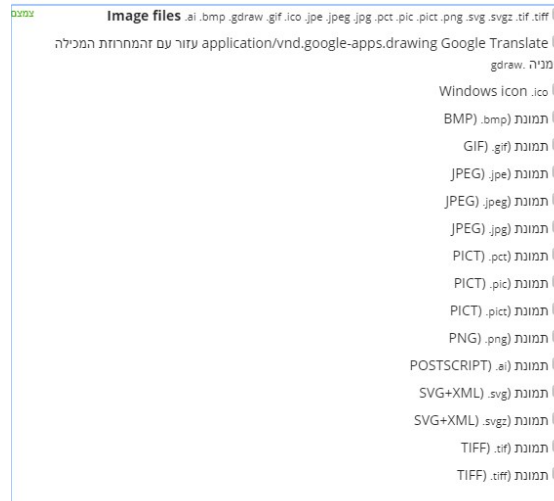 צמצם
Image files .ai .bmp .gdraw .gif .ico .jpe .jpeg .jpg .pct .pic .pict .png .svg .svgz .tif .tiff
application/vnd.google-apps.drawing Google Translate עזור עם זהמחרוזת המכילה
מניה .gdraw
Windows icon .ico
תמונת (BMP) .bmp
תמונת (GIF) .gif
תמונת (JPEG) .jpe
תמונת (JPEG) .jpeg
תמונת (JPEG) .jpg
תמונת (PICT) .pct
תמונת (PICT) .pic
תמונת (PICT) .pict
תמונת (PNG) .png
תמונת (POSTSCRIPT) .ai
תמונת (SVG+XML) .svg
תמונת (SVG+XML) .svgz
תמונת (TIFF) .tif
תמונת (TIFF) .tiff